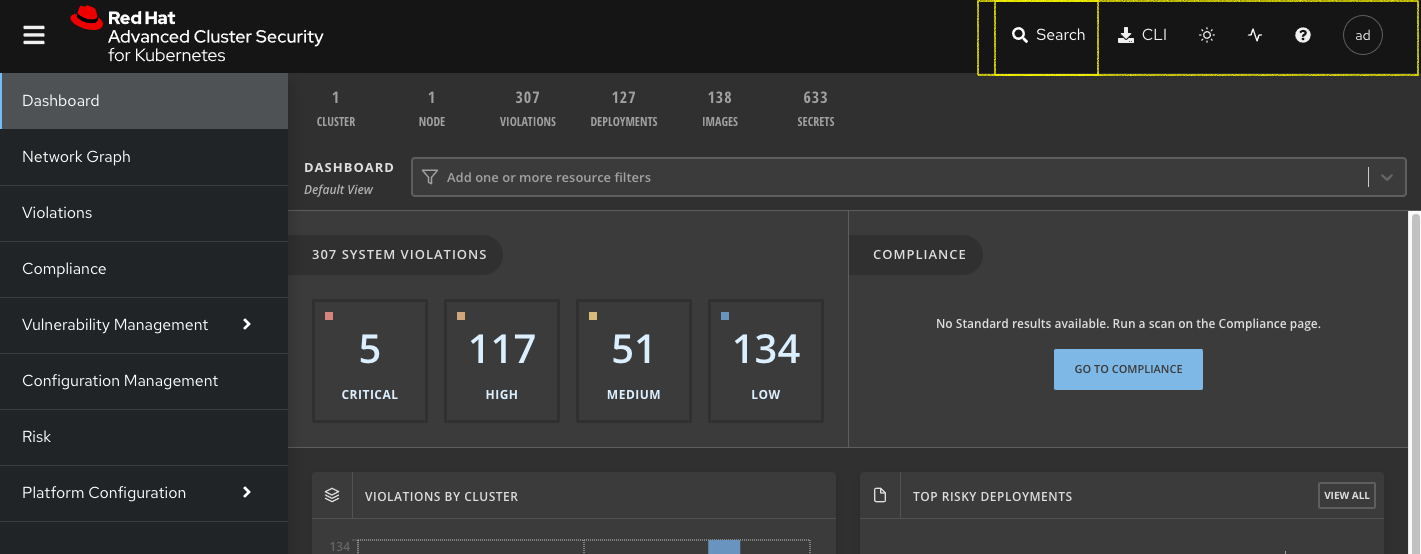 Red Hat
Advanced Cluster Security
for Kubernetes
Search
CLI
ad
Dashboard
Network Graph
Violations
Compliance
Vulnerability Management
Configuration Management
Risk
Platform Configuration
1
CLUSTER
1
NODE
307
VIOLATIONS
127
DEPLOYMENTS
138
IMAGES
633
SECRETS
DASHBOARD
Default View
Add one or more resource filters
307 SYSTEM VIOLATIONS
5
CRITICAL
117
HIGH
51
MEDIUM
134
LOW
COMPLIANCE
No Standard results available. Run a scan on the Compliance page.
GO TO COMPLIANCE
VIOLATIONS BY CLUSTER
134
TOP RISKY DEPLOYMENTS
VIEW ALL